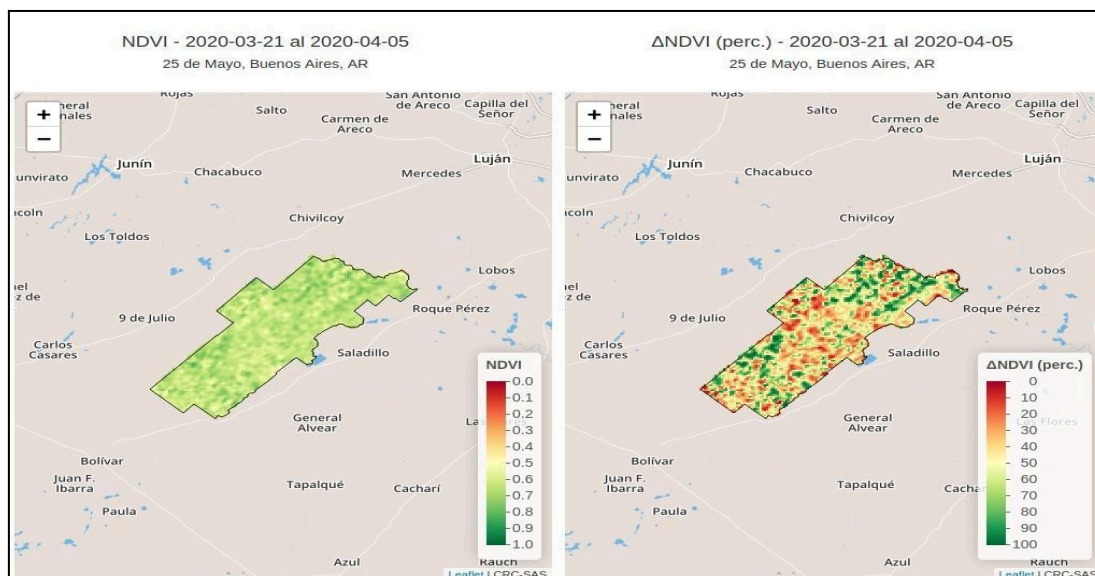 NDVI - 2020-03-21 al 2020-04-05
25 de Mayo, Buenos Aires, AR
+
−
Rojas
Salto
San Antonio
de Areco
Capilla del
Señor
Carmen de
Areco
Junín
Luján
Chacabuco
Mercedes
Chivilcoy
Los Toldos
Lobos
9 de Julio
Roque Pérez
Carlos
Casares
Saladillo
General
Alvear
Bolívar
Juan F.
Ibarra
Tapalqué
Cacharí
Paula
Azul
Rauch
NDVI
0.0
0.1
0.2
0.3
0.4
0.5
0.6
0.7
0.8
0.9
1.0
Leaflet | CRC-SAS
ΔNDVI (perc.) - 2020-03-21 al 2020-04-05
25 de Mayo, Buenos Aires, AR
+
−
Rojas
Salto
San Antonio
de Areco
Capilla del
Señor
Carmen de
Areco
Junín
Luján
Chacabuco
Mercedes
Chivilcoy
Los Toldos
Lobos
9 de Julio
Roque Pérez
Carlos
Casares
Saladillo
General
Alvear
Las Flores
Bolívar
Juan F.
Ibarra
Tapalqué
Paula
Azul
Rauch
ΔNDVI (perc.)
0
10
20
30
40
50
60
70
80
90
100
Leaflet | CRC-SAS